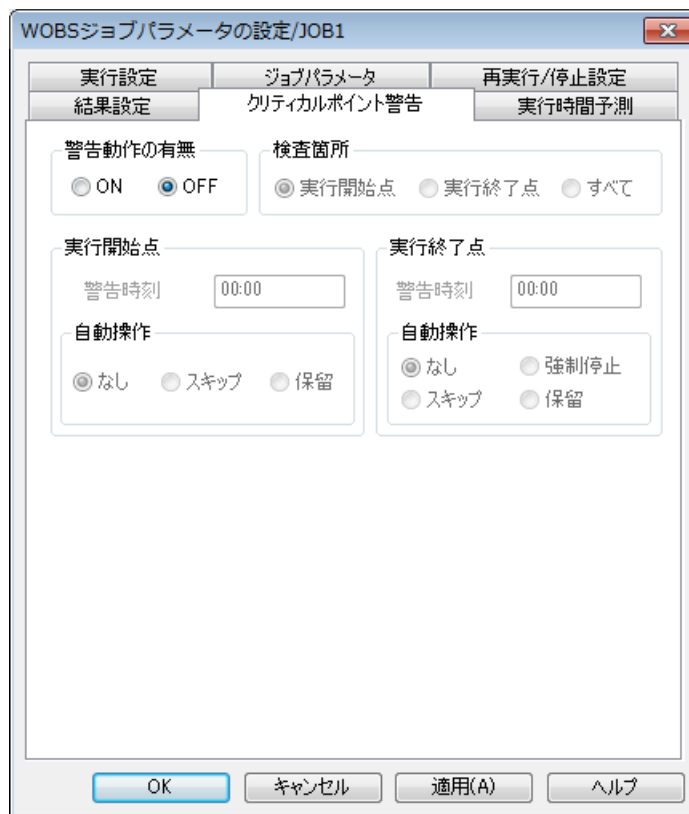 WOBSジョブパラメータの設定/JOB1
実行設定 ジョブパラメータ 再実行/停止設定
結果設定 クリティカルポイント警告 実行時間予測
警告動作の有無 検査箇所
ON OFF 実行開始点 実行終了点 すべて
実行開始点 実行終了点
警告時刻 00:00 警告時刻 00:00
自動操作 自動操作
なし スキップ 保留 なし 強制停止
スキップ 保留
OK キャンセル 適用(A) ヘルプ